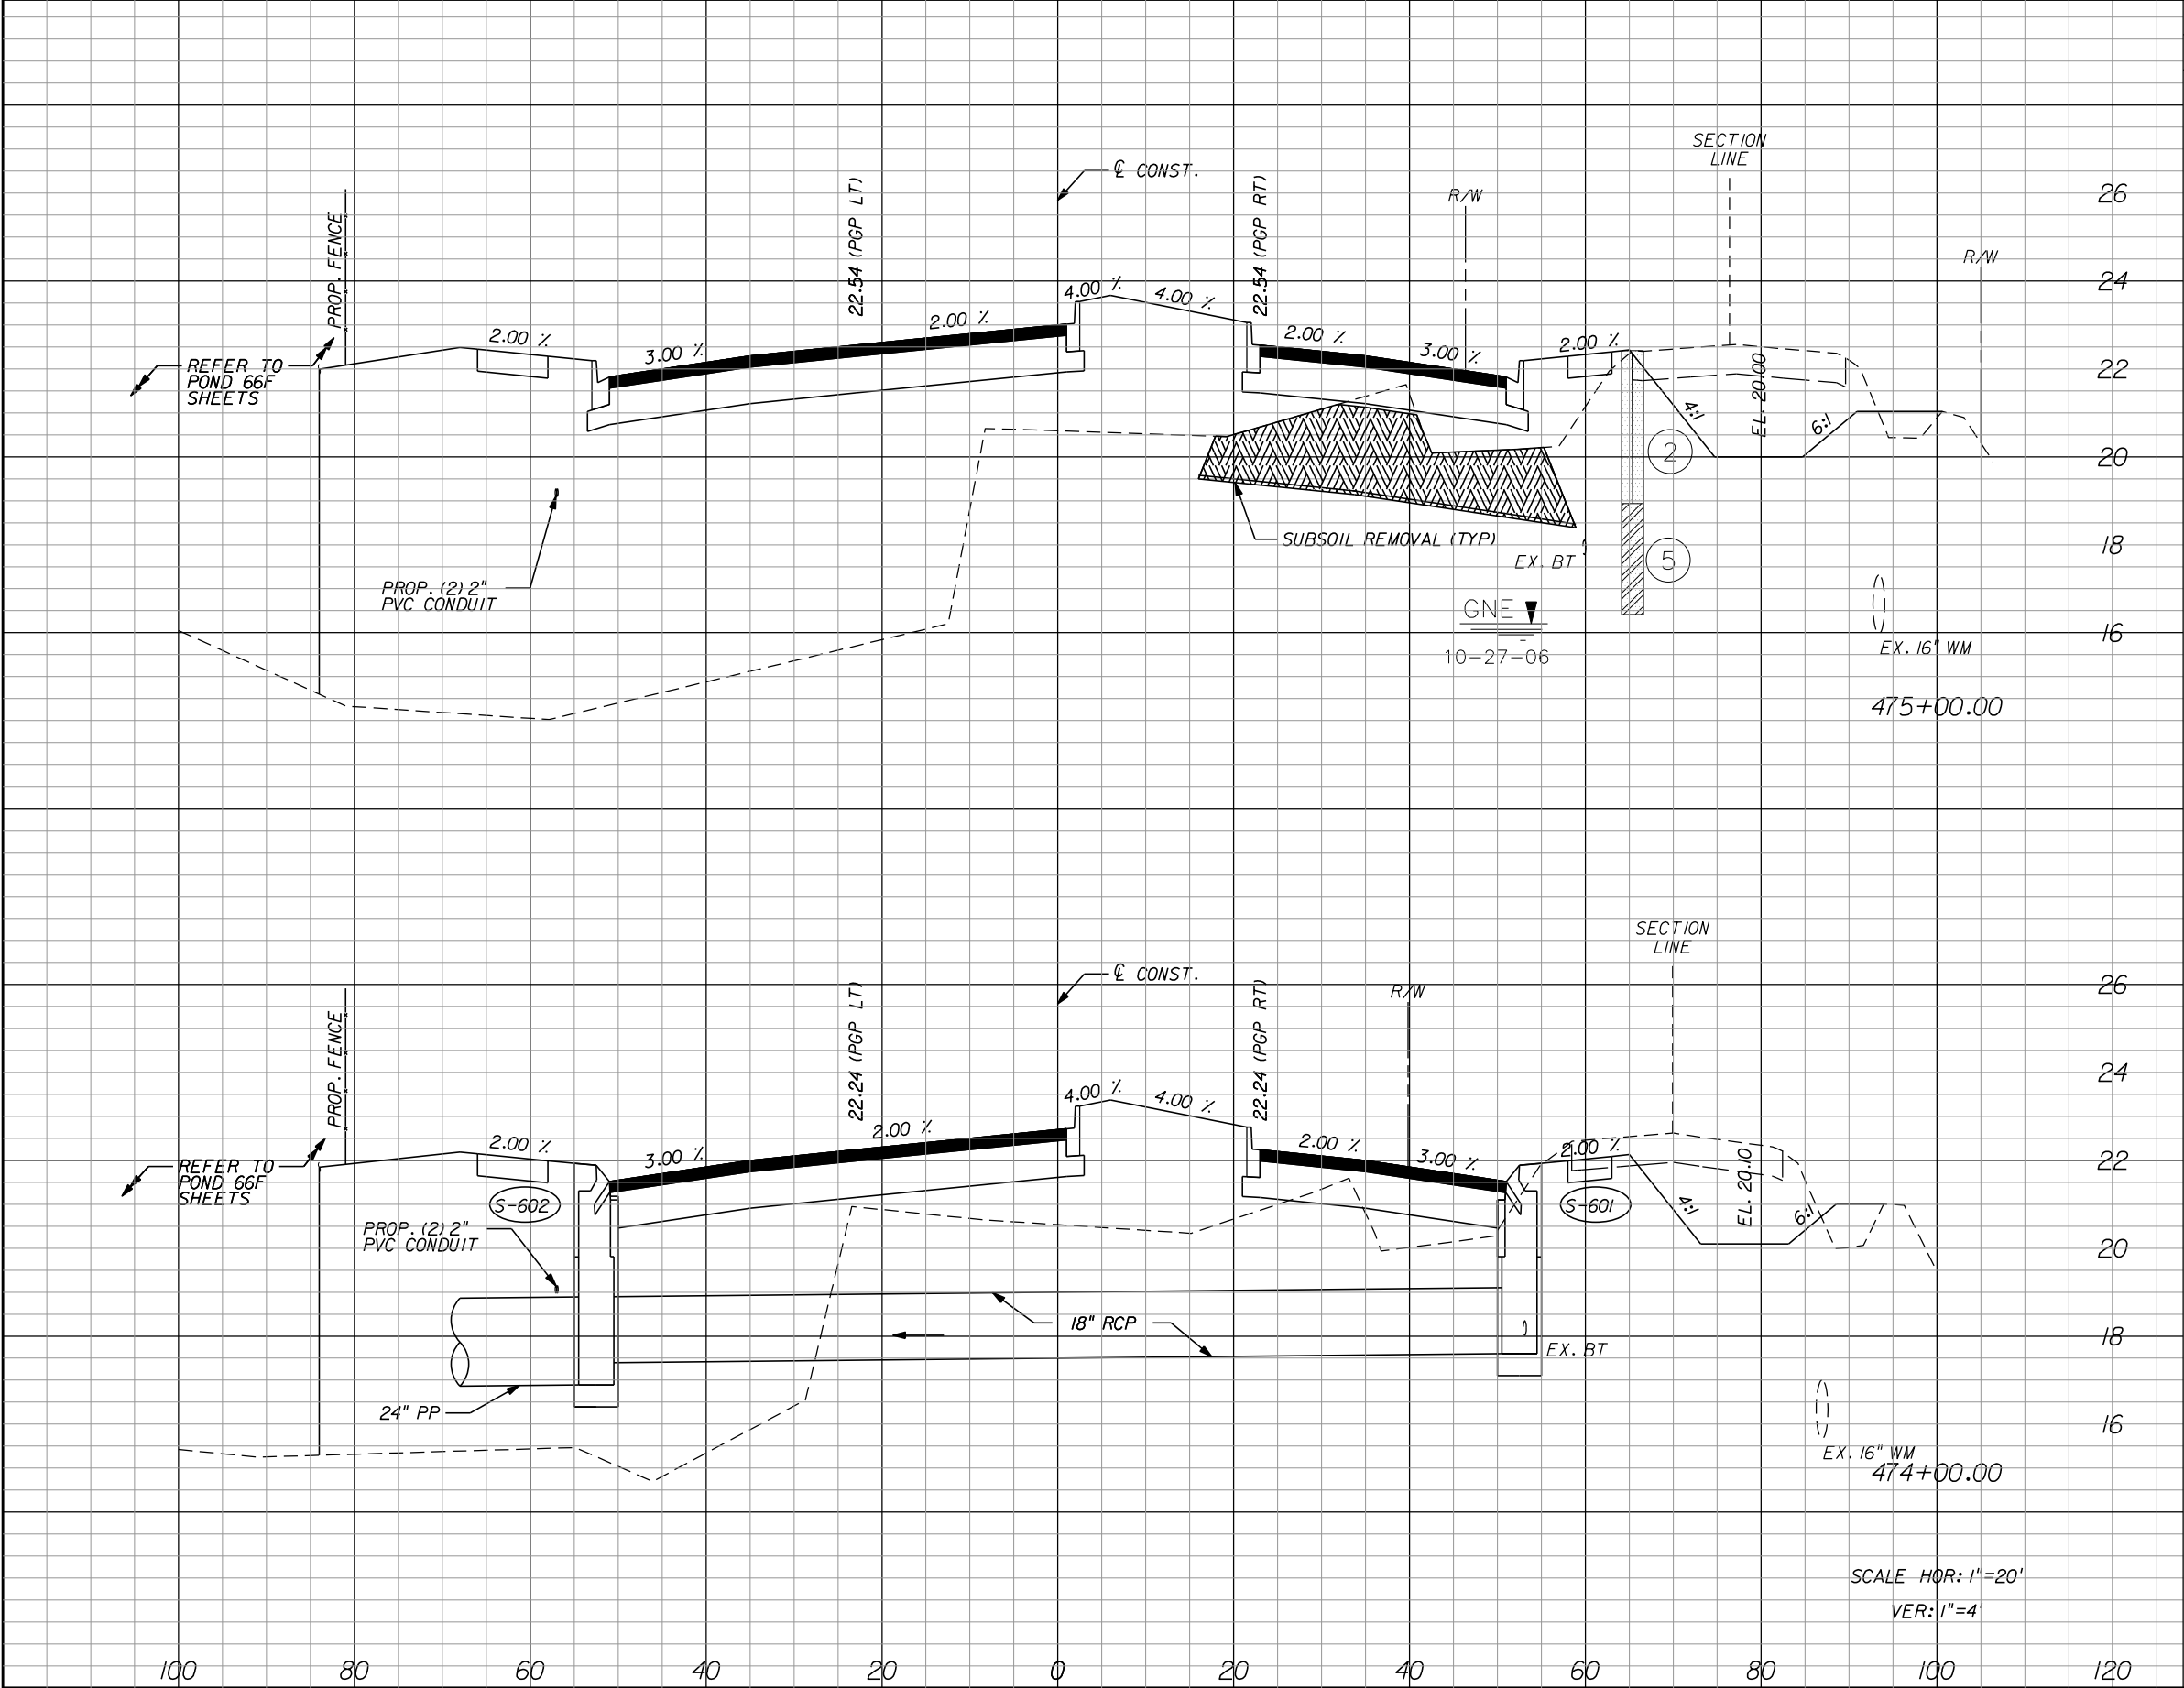 SECTION
LINE
℄ CONST.
R/W
26
PROP. FENCE
22.54 (PGP LT)
22.54 (PGP RT)
R/W
24
4.00 %
4.00 %
2.00 %
2.00 %
2.00 %
3.00 %
3.00 %
2.00 %
REFER TO
POND 66F
SHEETS
22
4:1
EL. 20.00
6:1
2
20
SUBSOIL REMOVAL (TYP)
18
EX. BT
5
PROP. (2) 2"
PVC CONDUIT
GNE
16
10-27-06
EX. 16" WM
475+00.00
SECTION
LINE
℄ CONST.
R/W
26
PROP. FENCE
22.24 (PGP LT)
22.24 (PGP RT)
24
4.00 %
4.00 %
2.00 %
2.00 %
3.00 %
2.00 %
3.00 %
2.00 %
REFER TO
POND 66F
SHEETS
22
S-602
S-601
4:1
EL. 20.10
6:1
PROP. (2) 2"
PVC CONDUIT
20
18" RCP
18
EX. BT
24" PP
16
EX. 16" WM
474+00.00
SCALE HOR: 1"=20'
VER: 1"=4'
100 80 60 40 20 0 20 40 60 80 100 120